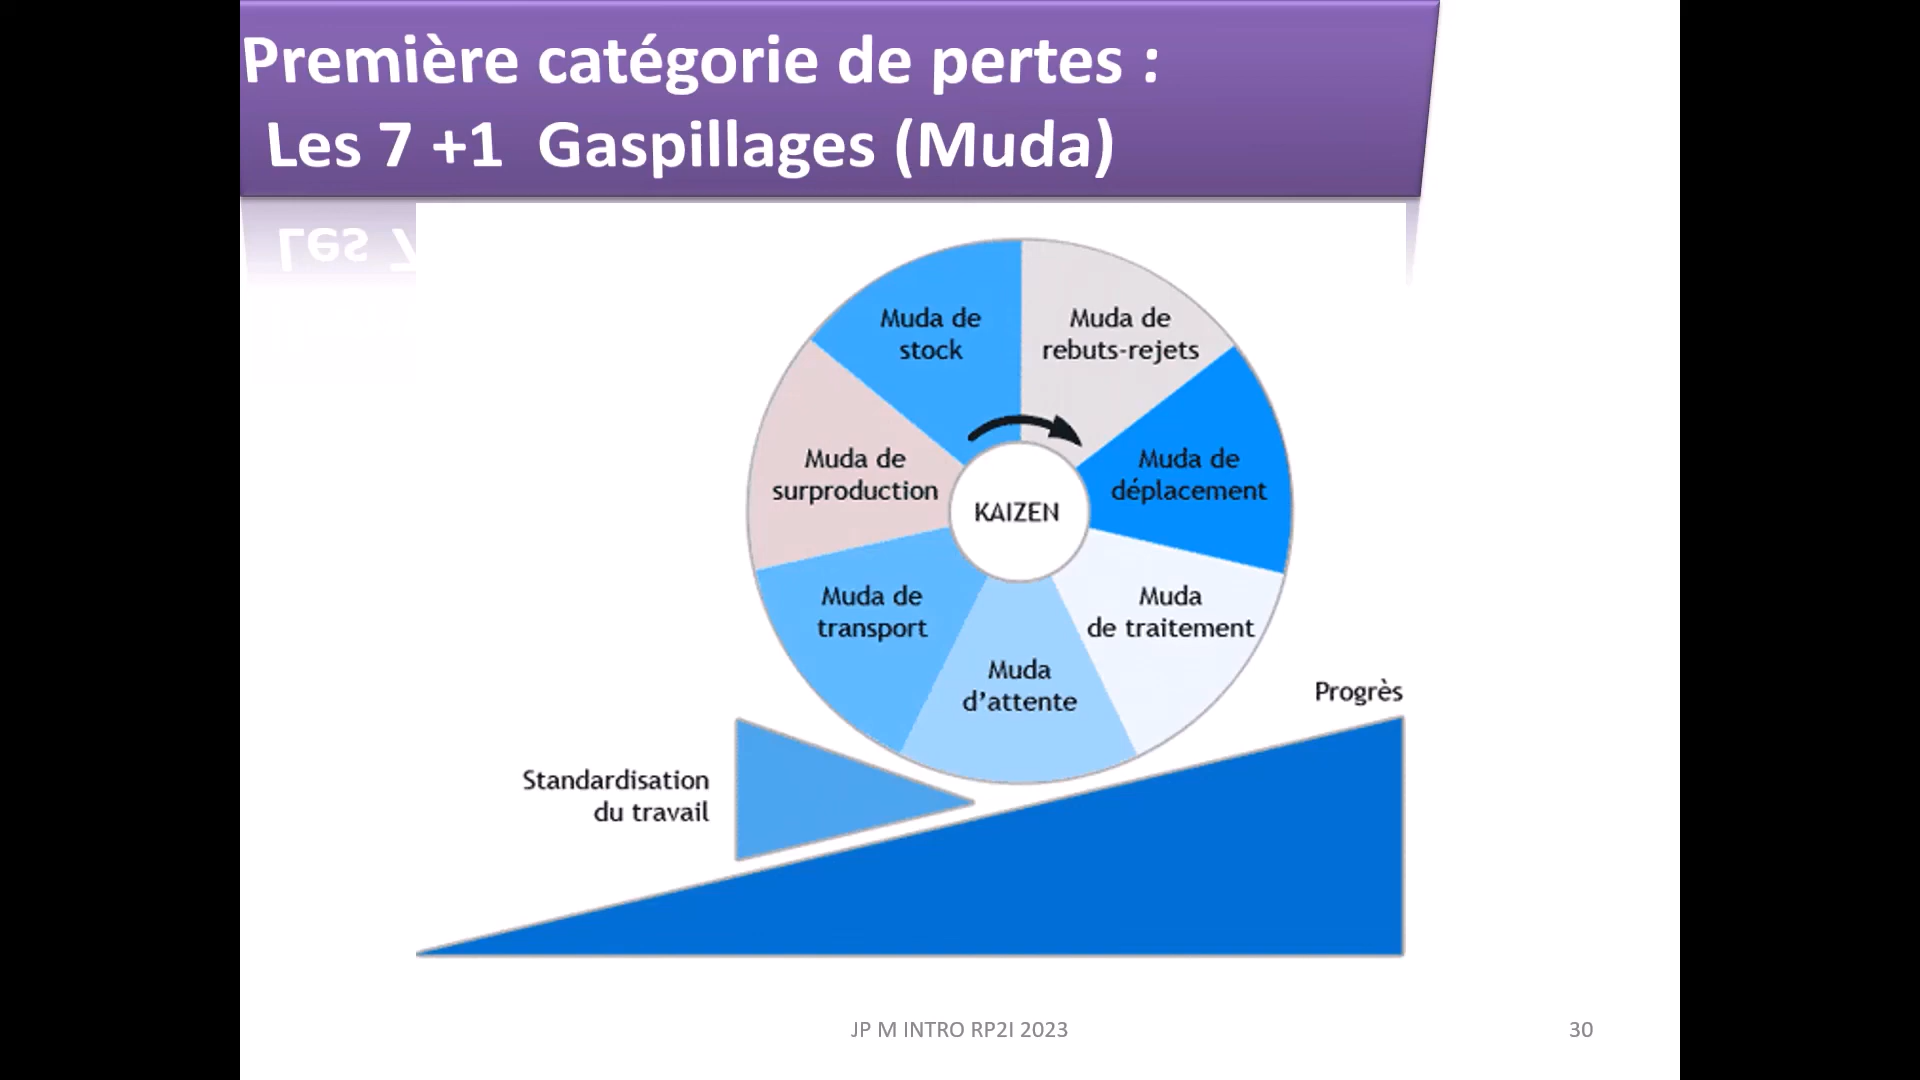 Première catégorie de pertes :
Les 7 +1 Gaspillages (Muda)
Les 7
Muda de
stock
Muda de
rebuts-rejets
Muda de
surproduction
Muda de
déplacement
KAIZEN
Muda de
transport
Muda
de traitement
Muda
d’attente
Progrès
Standardisation
du travail
JP M INTRO RP2I 2023
30